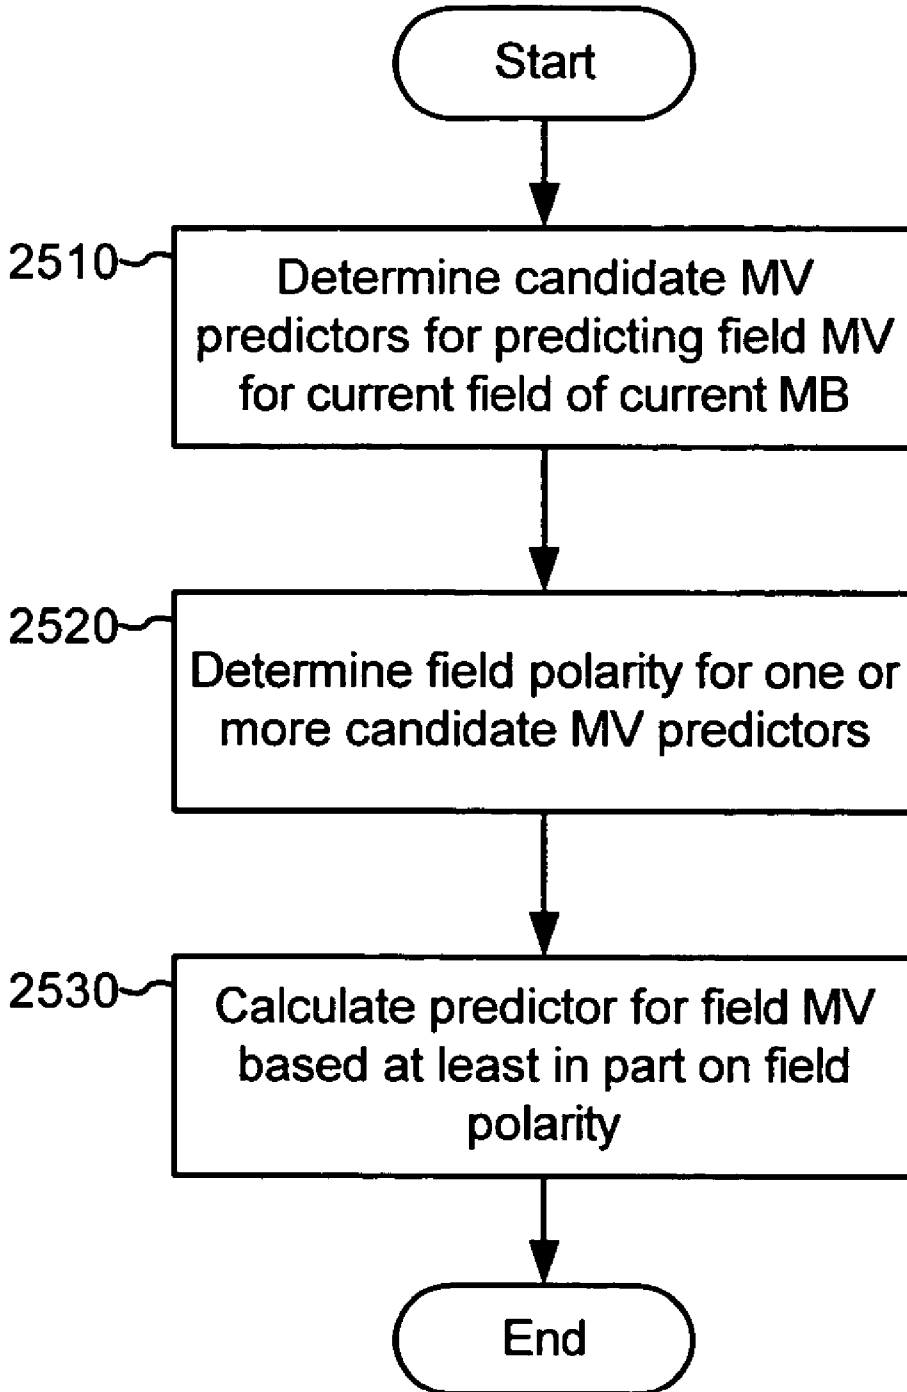 Start
2510
Determine candidate MV
predictors for predicting field MV
for current field of current MB
2520
Determine field polarity for one or
more candidate MV predictors
2530
Calculate predictor for field MV
based at least in part on field
polarity
End